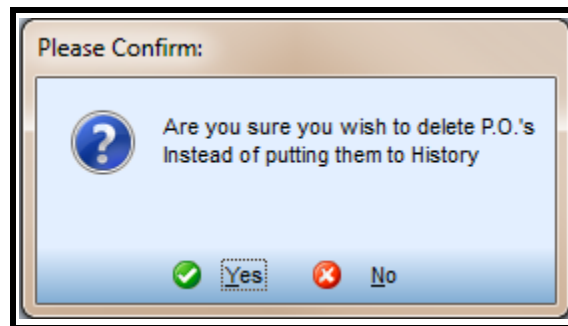 Please Confirm:
Are you sure you wish to delete P.O.'s
Instead of putting them to History
Yes
No